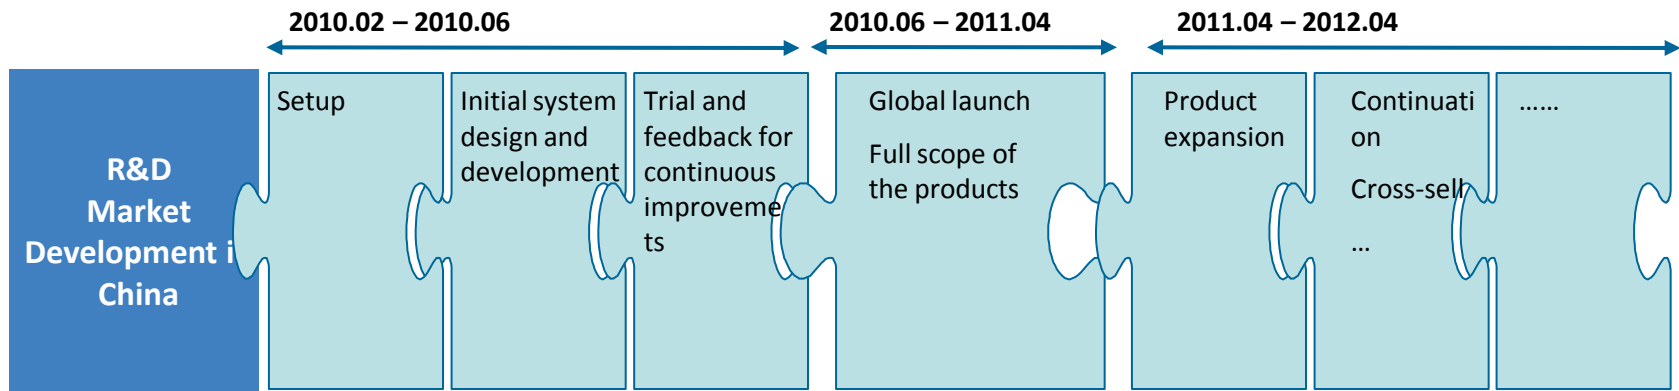 2010.02 – 2010.06
2010.06 – 2011.04
2011.04 – 2012.04
R&D
Market
Development i
China
Setup
Initial system
design and
development
Trial and
feedback for
continuous
improveme
ts
Global launch
Full scope of
the products
Product
expansion
Continuati
on
Cross-sell
...
……